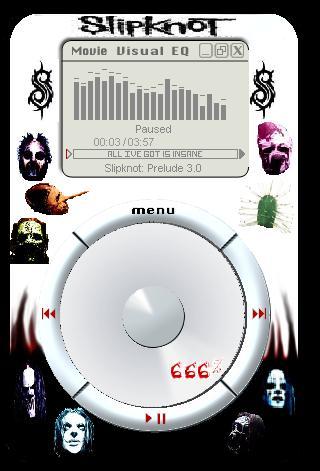 SlipKnoT
Movie Visual EQ
Paused
00:03 / 03:57
ALL IVE GOT IS INSANE
Slipknot: Prelude 3.0
menu
666%